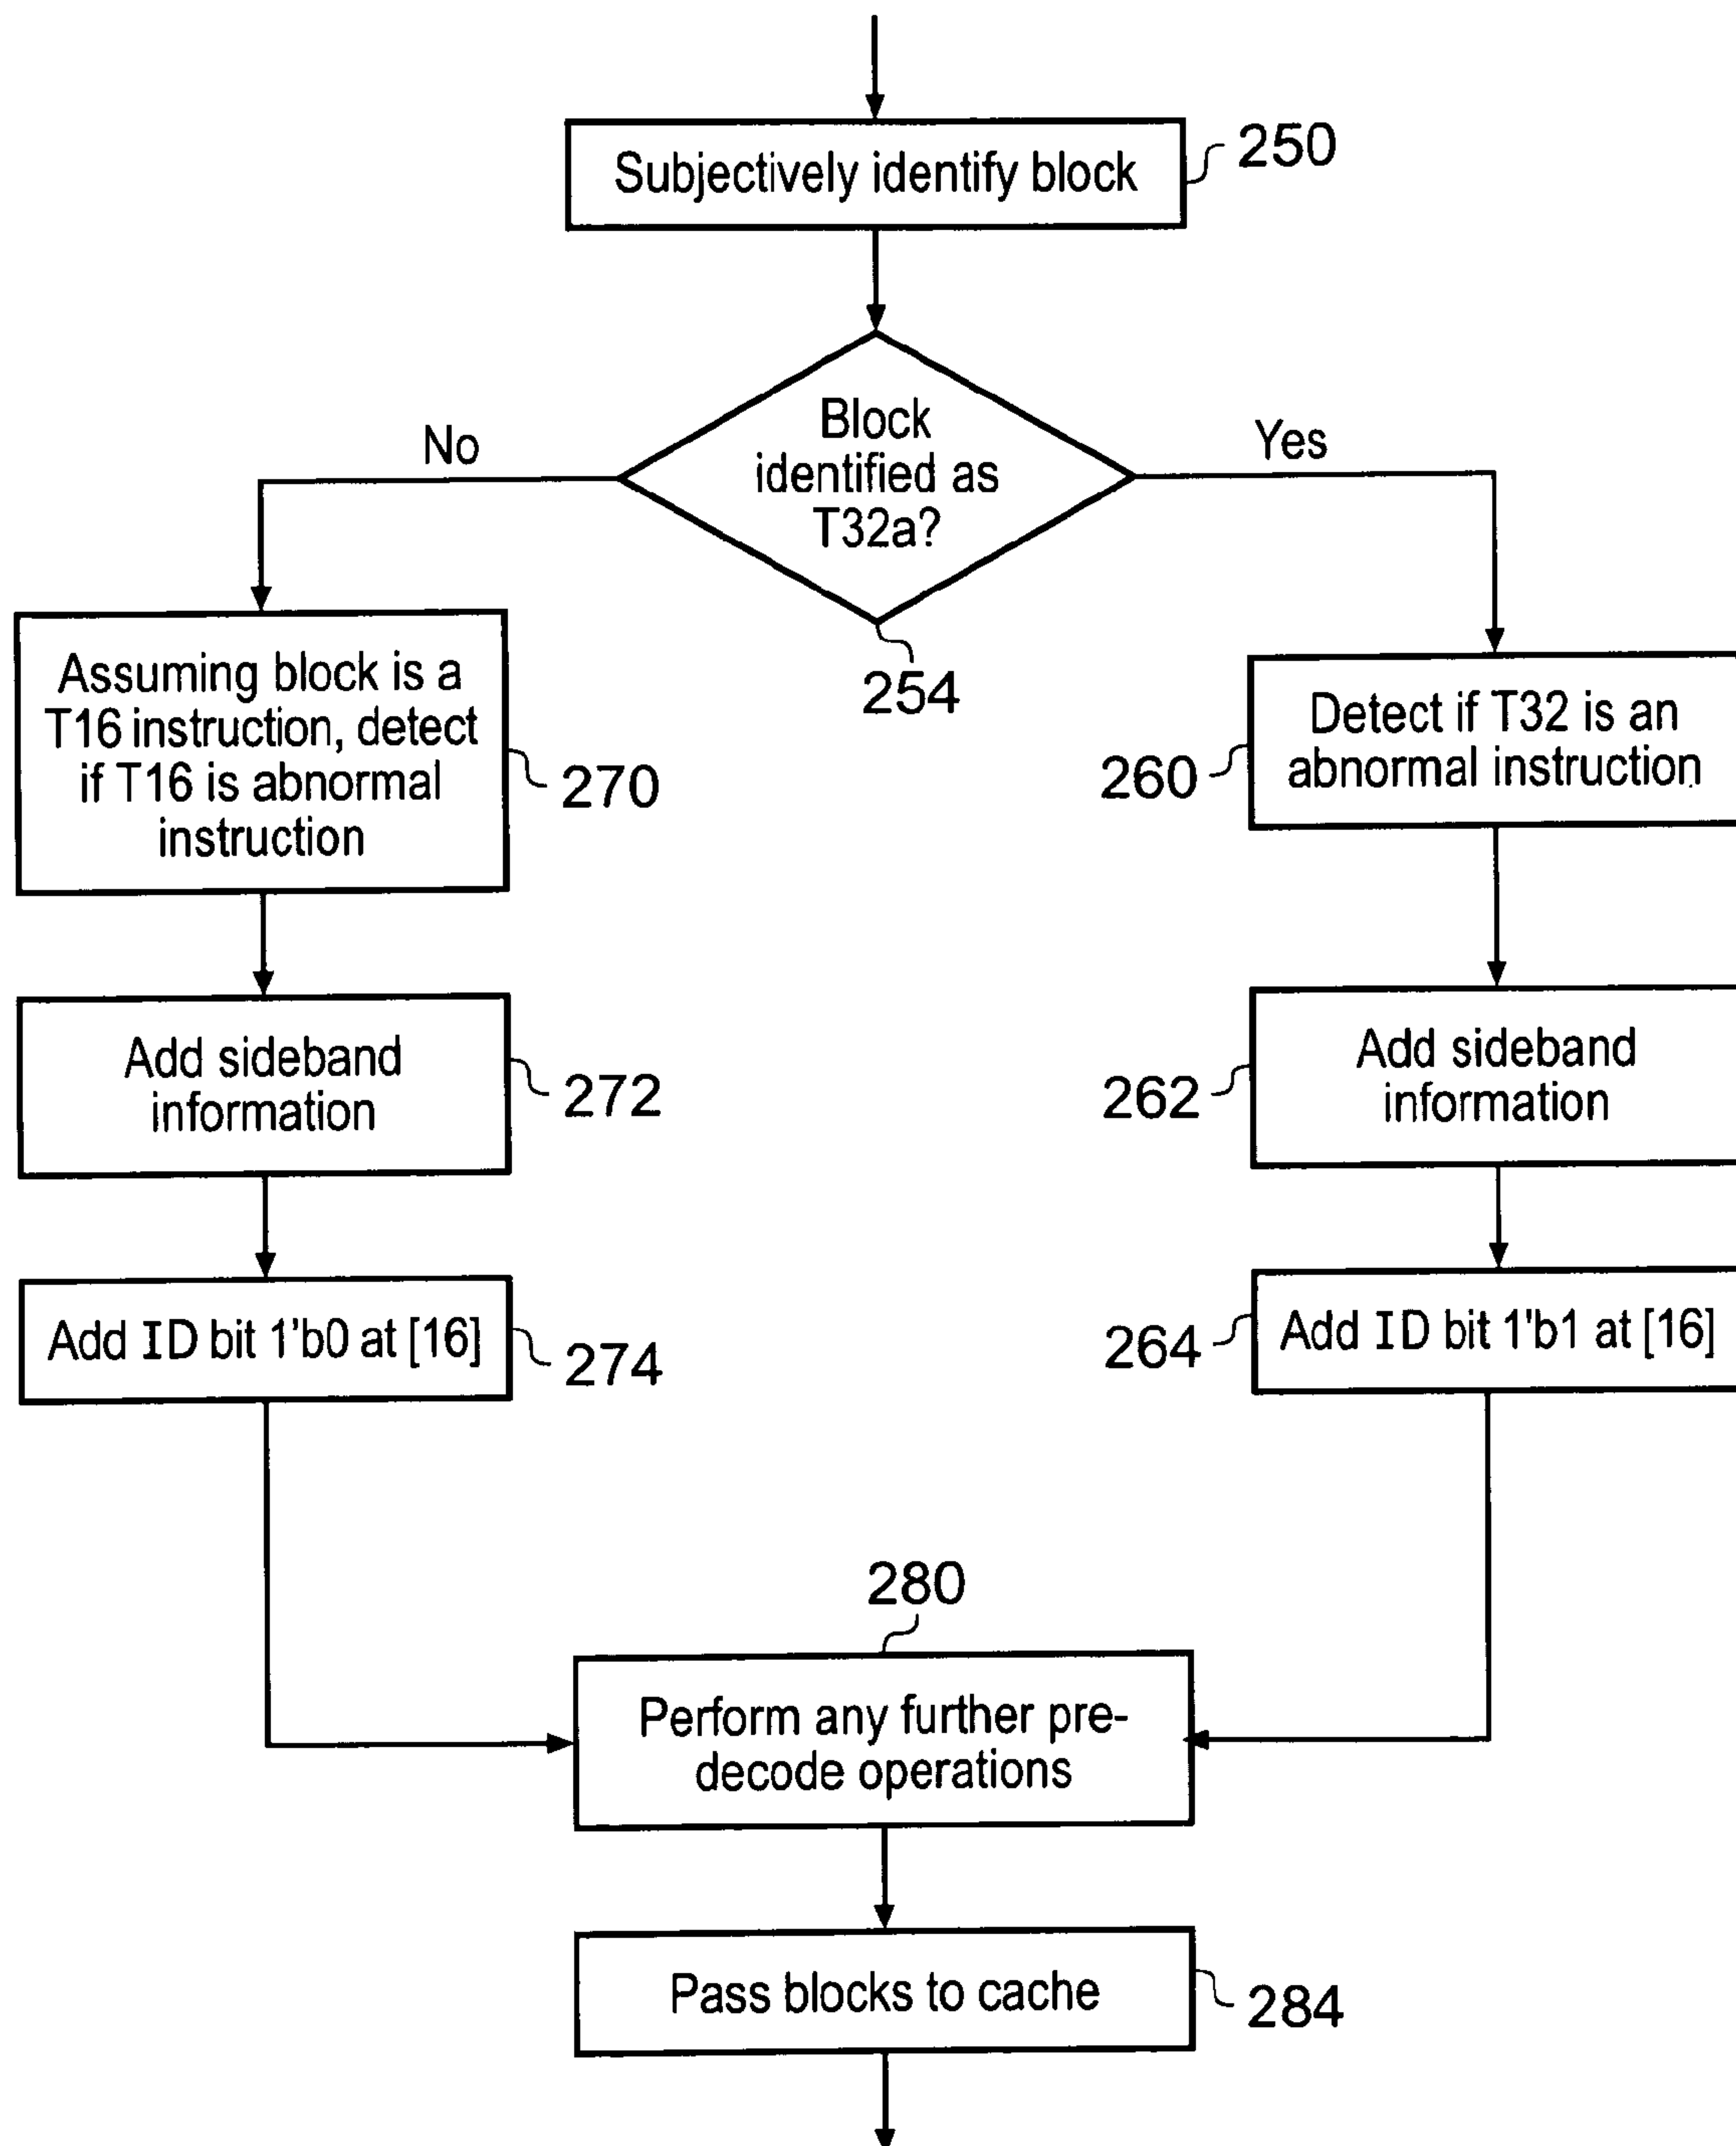 Subjectively identify block
250
Block
identified as
T32a?
No
Yes
254
Assuming block is a
T16 instruction, detect
if T16 is abnormal
instruction
270
Detect if T32 is an
abnormal instruction
260
Add sideband
information
272
Add sideband
information
262
Add ID bit 1'b0 at [16]
274
Add ID bit 1'b1 at [16]
264
280
Perform any further pre-
decode operations
Pass blocks to cache
284